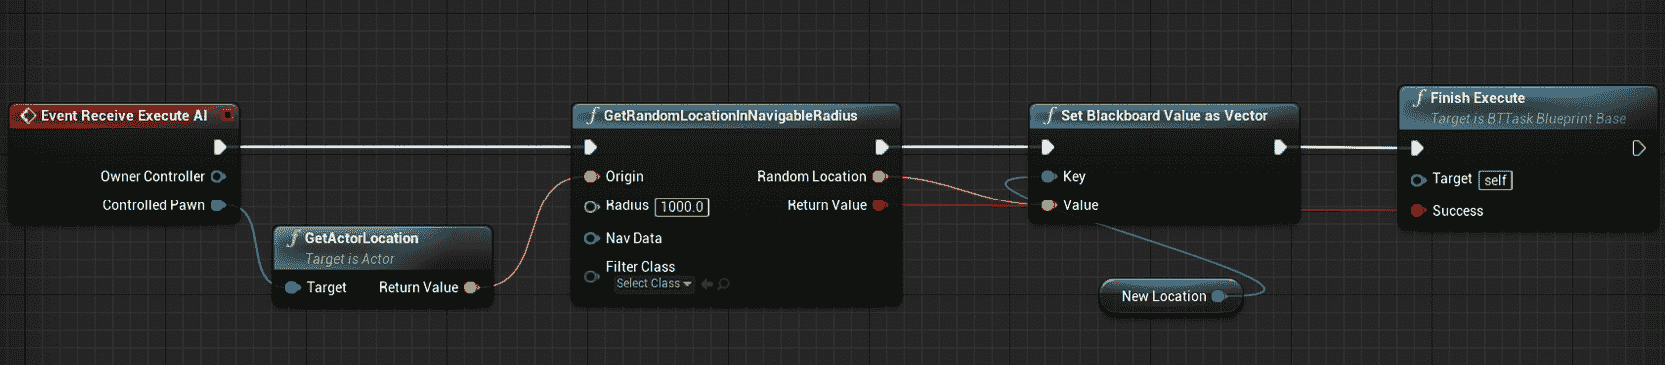 Event Receive Execute AI
Owner Controller
Controlled Pawn
GetActorLocation
Target is Actor
Target
Return Value
GetRandomLocationInNavigableRadius
Origin
Random Location
Radius 1000.0
Return Value
Nav Data
Filter Class
Select Class
Set Blackboard Value as Vector
Key
Value
New Location
Finish Execute
Target is BTTask Blueprint Base
Target self
Success